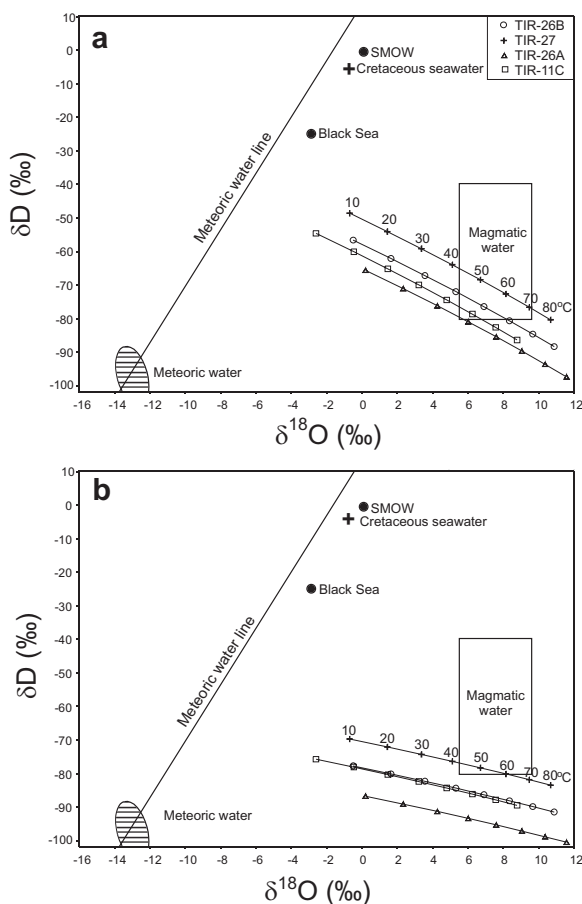 a
TIR-26B
TIR-27
TIR-26A
TIR-11C
SMOW
Cretaceous seawater
Black Sea
Meteoric water line
Magmatic
water
Meteoric water
10 20 30 40 50 60 70 80ºC
10
0
-10
-20
-30
-40
-50
-60
-70
-80
-90
-100
δD (‰)
-16 -14 -12 -10 -8 -6 -4 -2 0 2 4 6 8 10 12
δ18O (‰)
b
SMOW
Cretaceous seawater
Black Sea
Meteoric water line
Magmatic
water
Meteoric water
10 20 30 40 50 60 70 80ºC
10
0
-10
-20
-30
-40
-50
-60
-70
-80
-90
-100
δD (‰)
-16 -14 -12 -10 -8 -6 -4 -2 0 2 4 6 8 10 12
δ18O (‰)